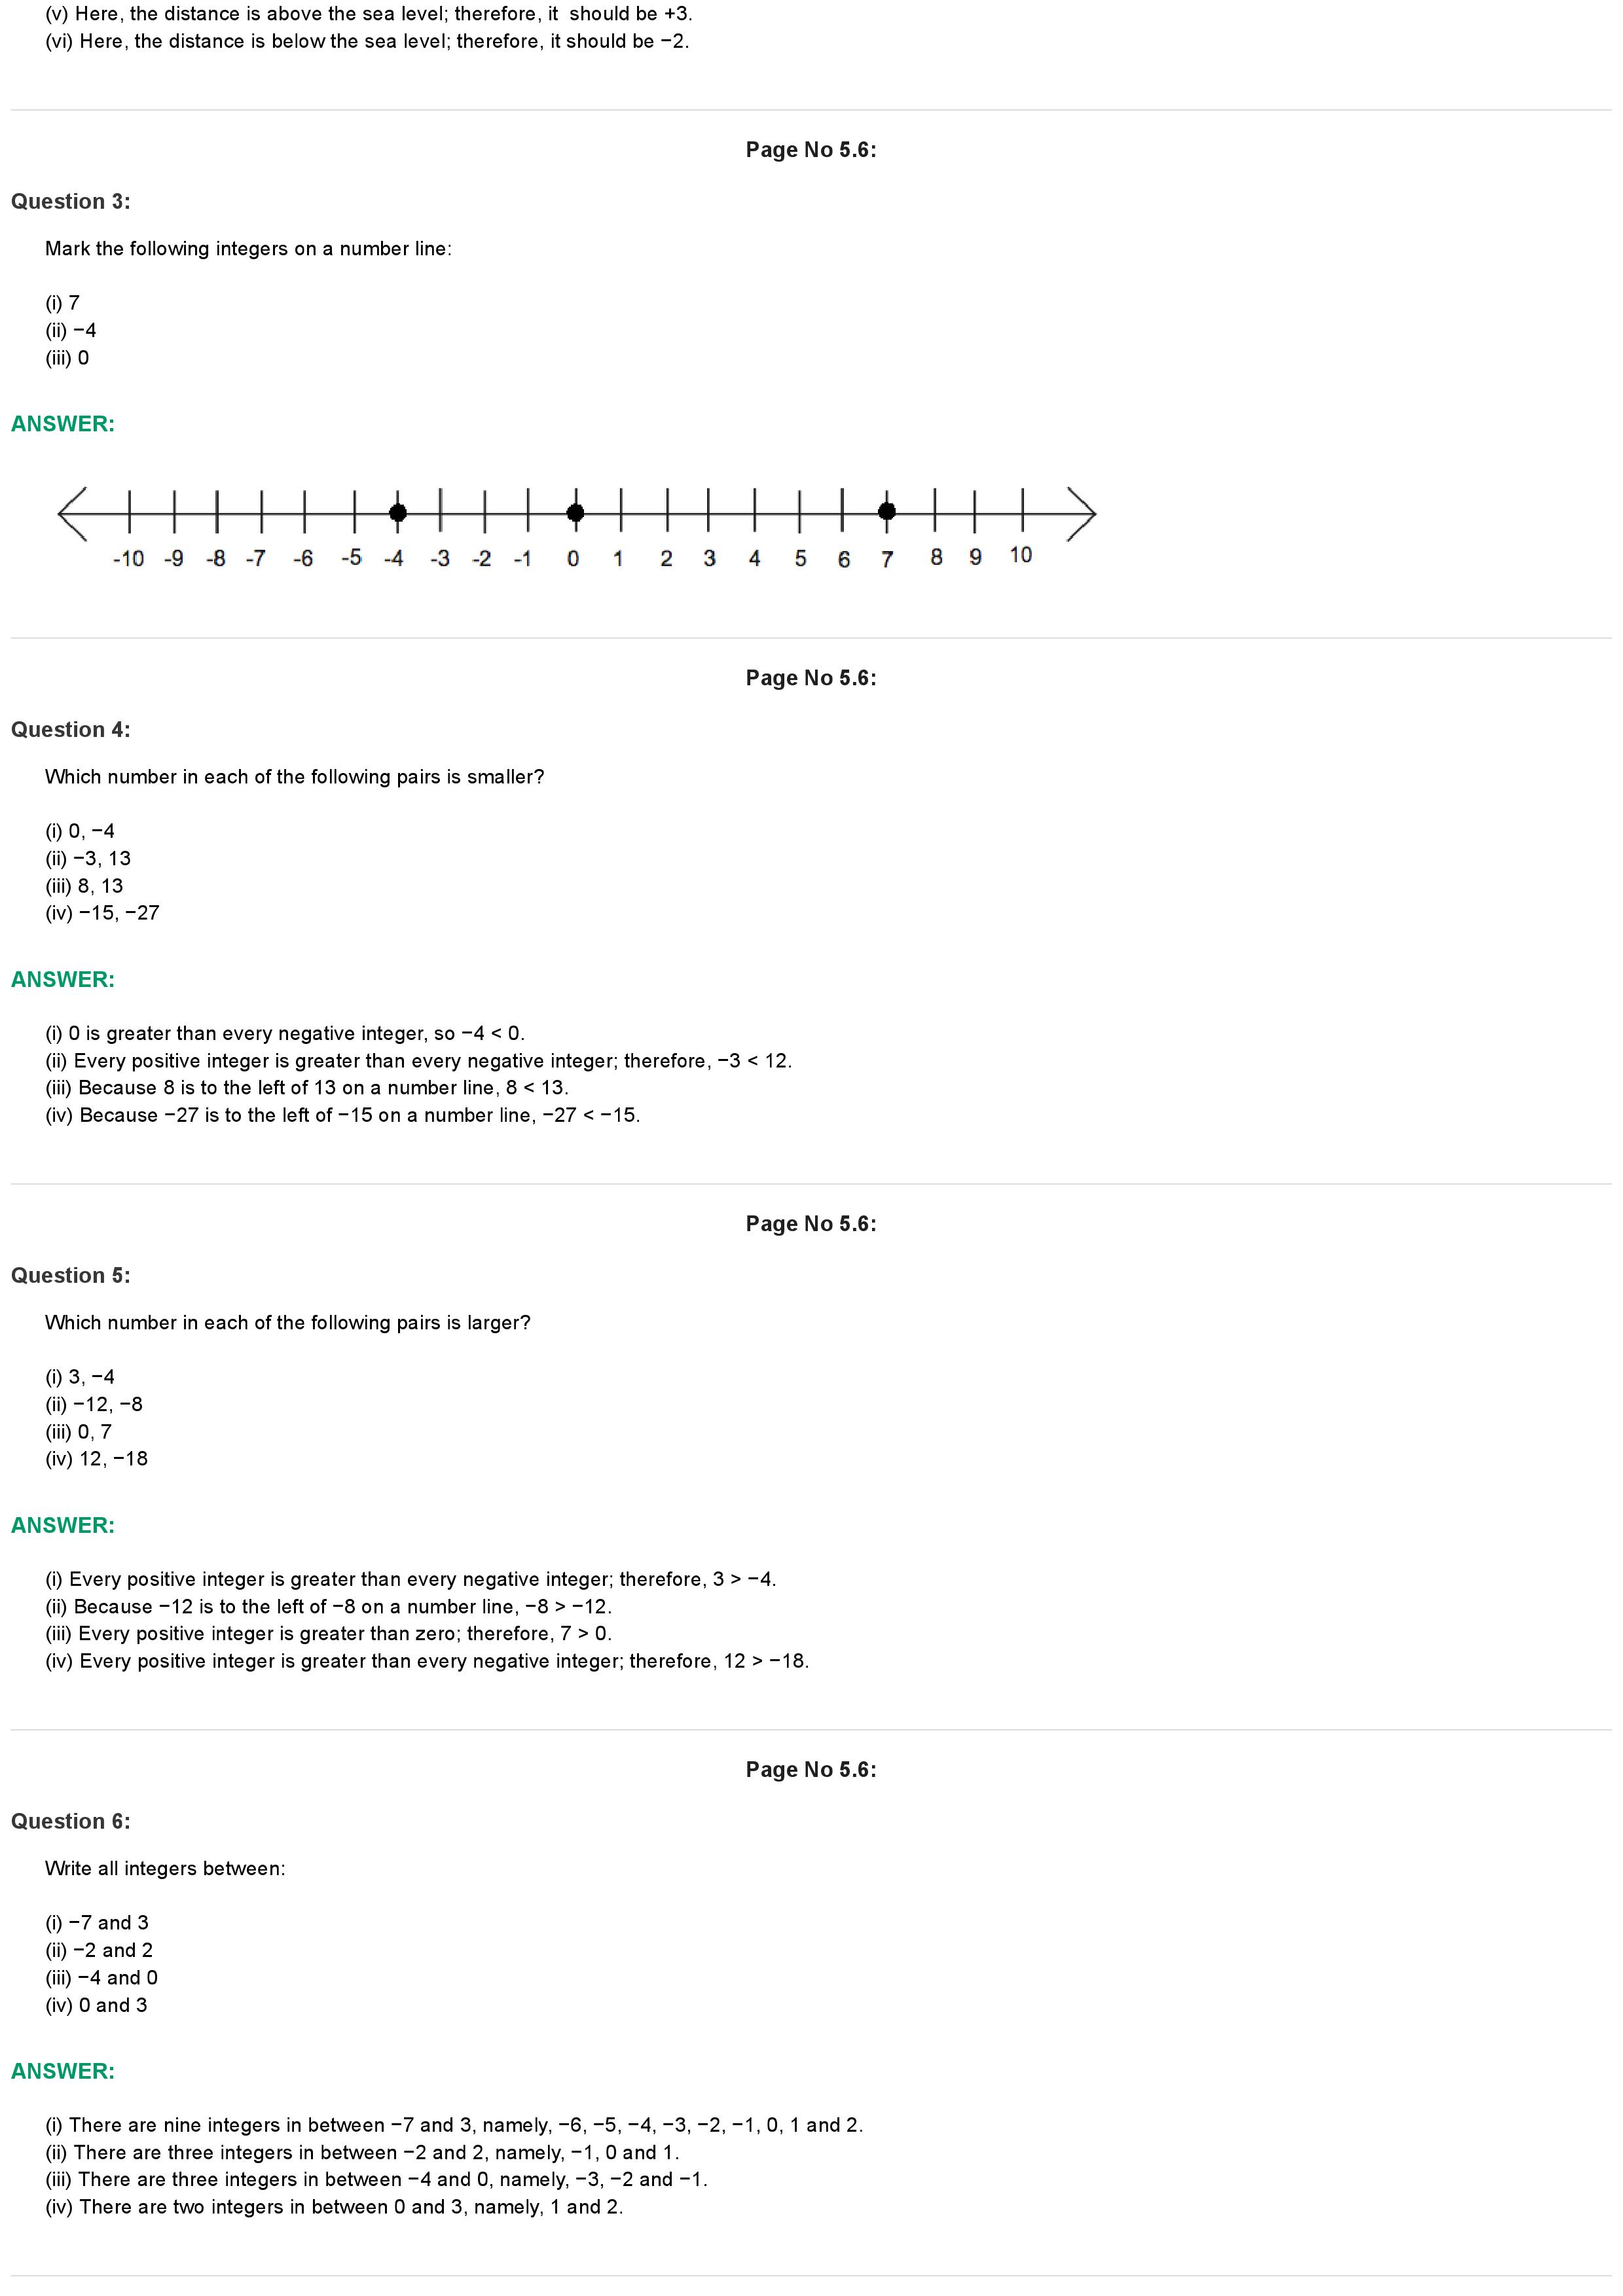 (v) Here, the distance is above the sea level; therefore, it  should be +3.
(vi) Here, the distance is below the sea level; therefore, it should be −2.
Page No 5.6:
Question 3:
Mark the following integers on a number line:
(i) 7
(ii) −4
(iii) 0
ANSWER:
-10 -9 -8 -7 -6 -5 -4 -3 -2 -1 0 1 2 3 4 5 6 7 8 9 10
Page No 5.6:
Question 4:
Which number in each of the following pairs is smaller?
(i) 0, −4
(ii) −3, 13
(iii) 8, 13
(iv) −15, −27
ANSWER:
(i) 0 is greater than every negative integer, so −4 < 0.
(ii) Every positive integer is greater than every negative integer; therefore, −3 < 12.
(iii) Because 8 is to the left of 13 on a number line, 8 < 13.
(iv) Because −27 is to the left of −15 on a number line, −27 < −15.
Page No 5.6:
Question 5:
Which number in each of the following pairs is larger?
(i) 3, −4
(ii) −12, −8
(iii) 0, 7
(iv) 12, −18
ANSWER:
(i) Every positive integer is greater than every negative integer; therefore, 3 > −4.
(ii) Because −12 is to the left of −8 on a number line, −8 > −12.
(iii) Every positive integer is greater than zero; therefore, 7 > 0.
(iv) Every positive integer is greater than every negative integer; therefore, 12 > −18.
Page No 5.6:
Question 6:
Write all integers between:
(i) −7 and 3
(ii) −2 and 2
(iii) −4 and 0
(iv) 0 and 3
ANSWER:
(i) There are nine integers in between −7 and 3, namely, −6, −5, −4, −3, −2, −1, 0, 1 and 2.
(ii) There are three integers in between −2 and 2, namely, −1, 0 and 1.
(iii) There are three integers in between −4 and 0, namely, −3, −2 and −1.
(iv) There are two integers in between 0 and 3, namely, 1 and 2.